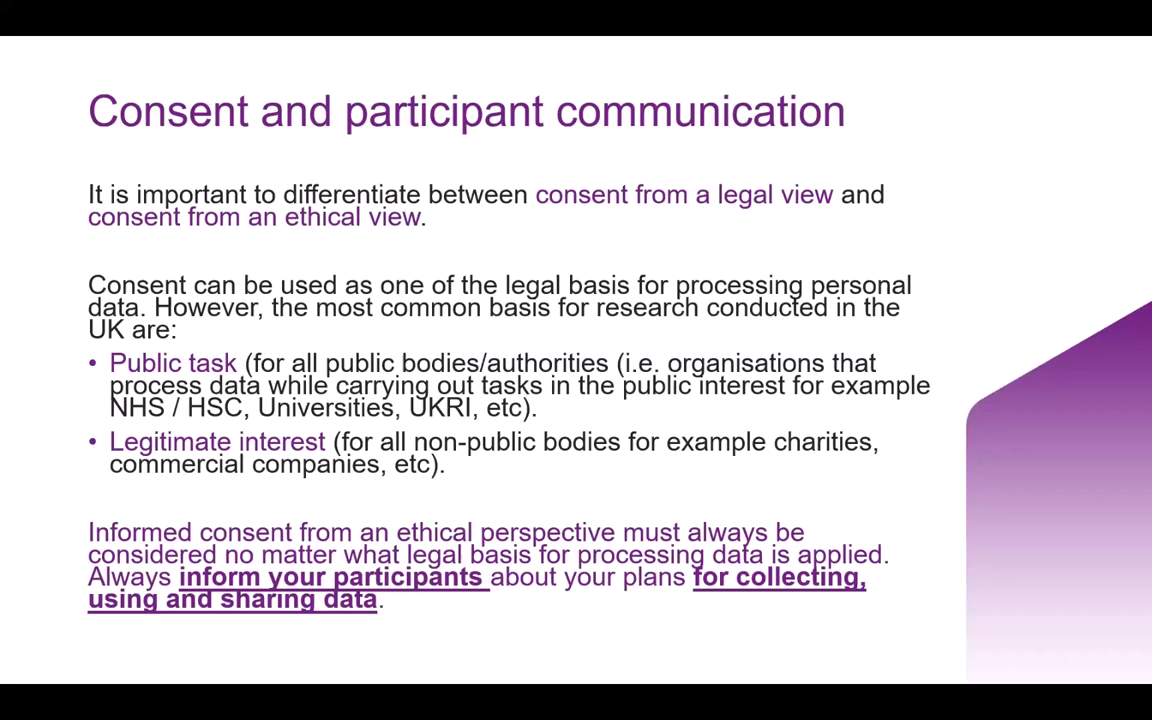 Consent and participant communication
It is important to differentiate between consent from a legal view and
consent from an ethical view.
Consent can be used as one of the legal basis for processing personal
data. However, the most common basis for research conducted in the
UK are:
• Public task (for all public bodies/authorities (i.e. organisations that
process data while carrying out tasks in the public interest for example
NHS / HSC, Universities, UKRI, etc).
• Legitimate interest (for all non-public bodies for example charities,
commercial companies, etc).
Informed consent from an ethical perspective must always be
considered no matter what legal basis for processing data is applied.
Always inform your participants about your plans for collecting,
using and sharing data.